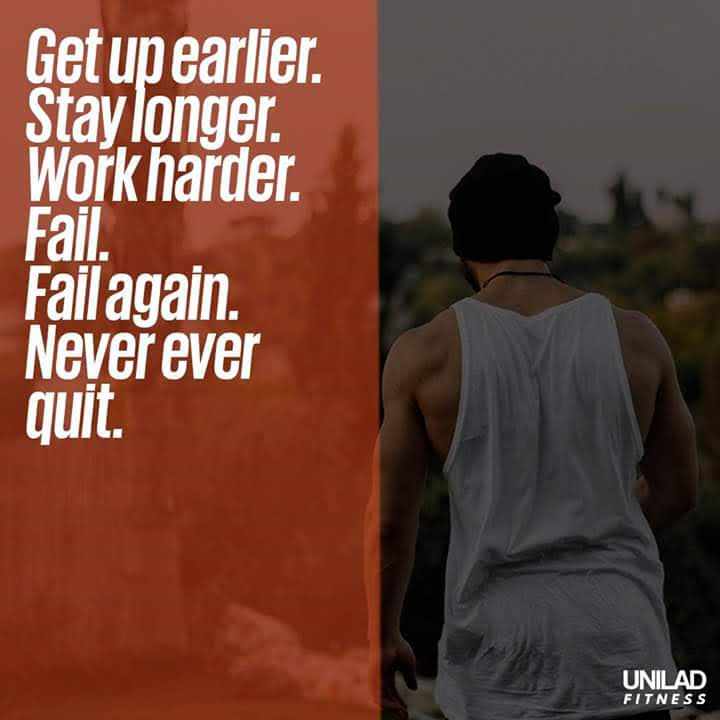 Get up earlier.
Stay longer.
Work harder.
Fail.
Fail again.
Never ever
quit.
UNILAD
FITNESS